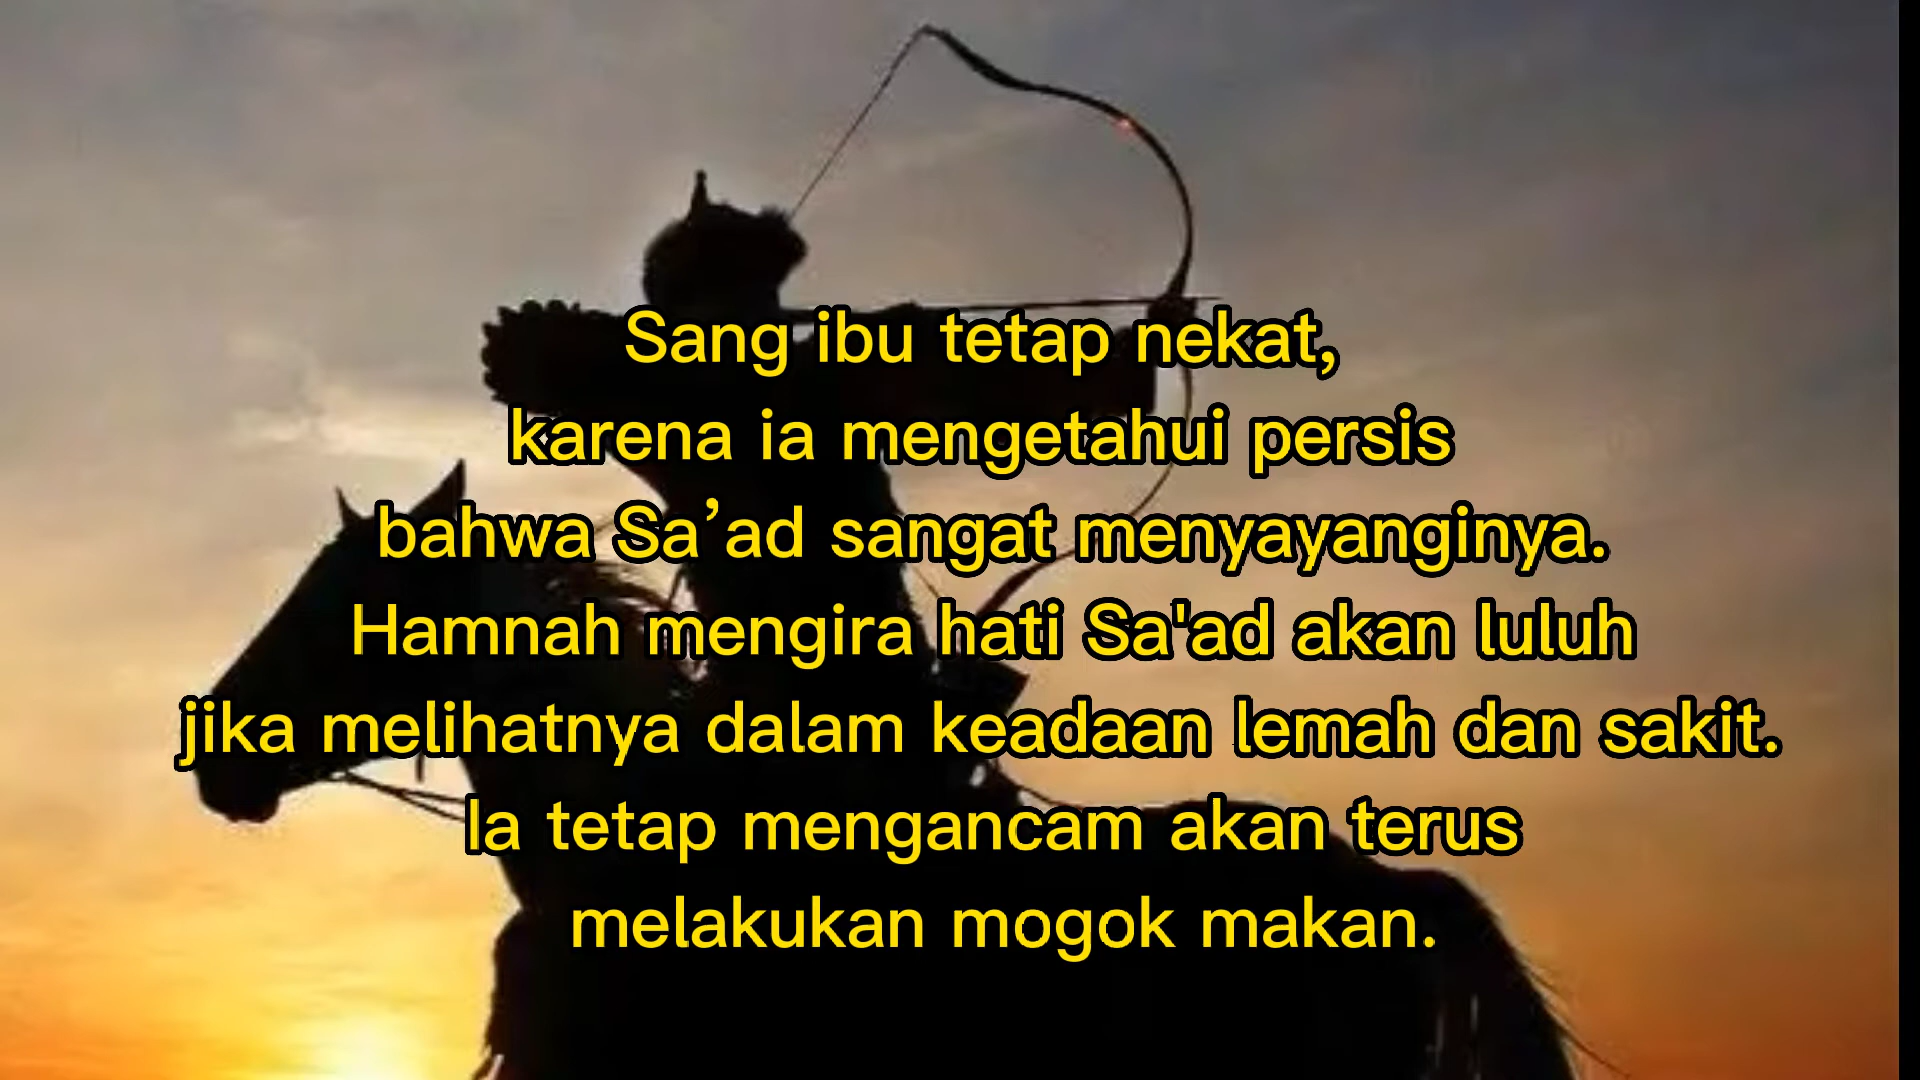 Sang ibu tetap nekat,
karena ia mengetahui persis
bahwa Sa’ad sangat menyayanginya.
Hamnah mengira hati Sa'ad akan luluh
jika melihatnya dalam keadaan lemah dan sakit.
Ia tetap mengancam akan terus
melakukan mogok makan.